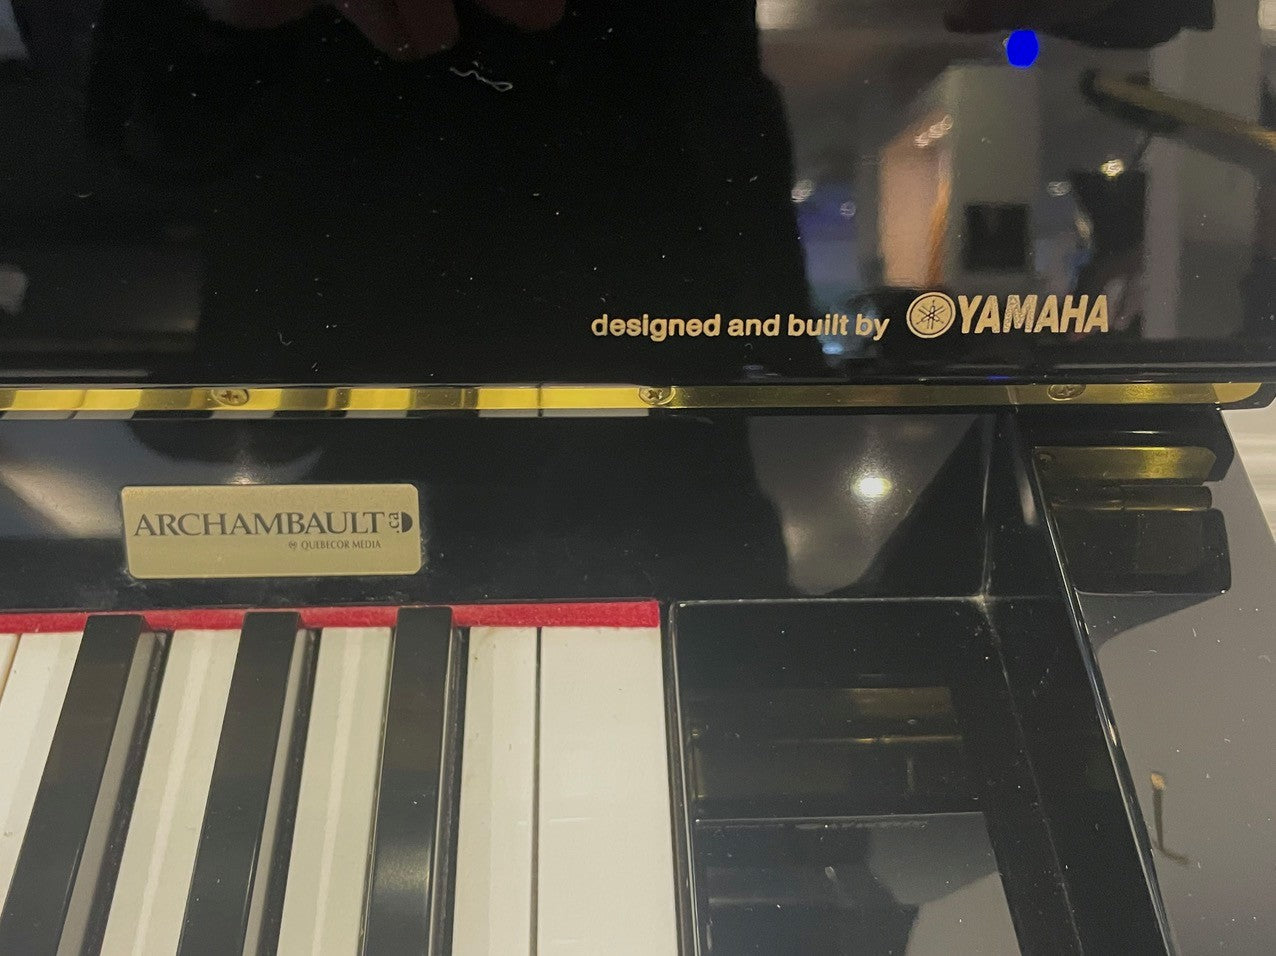 designed and built by YAMAHA
ARCHAMBAULT ca
QUEBECOR MEDIA